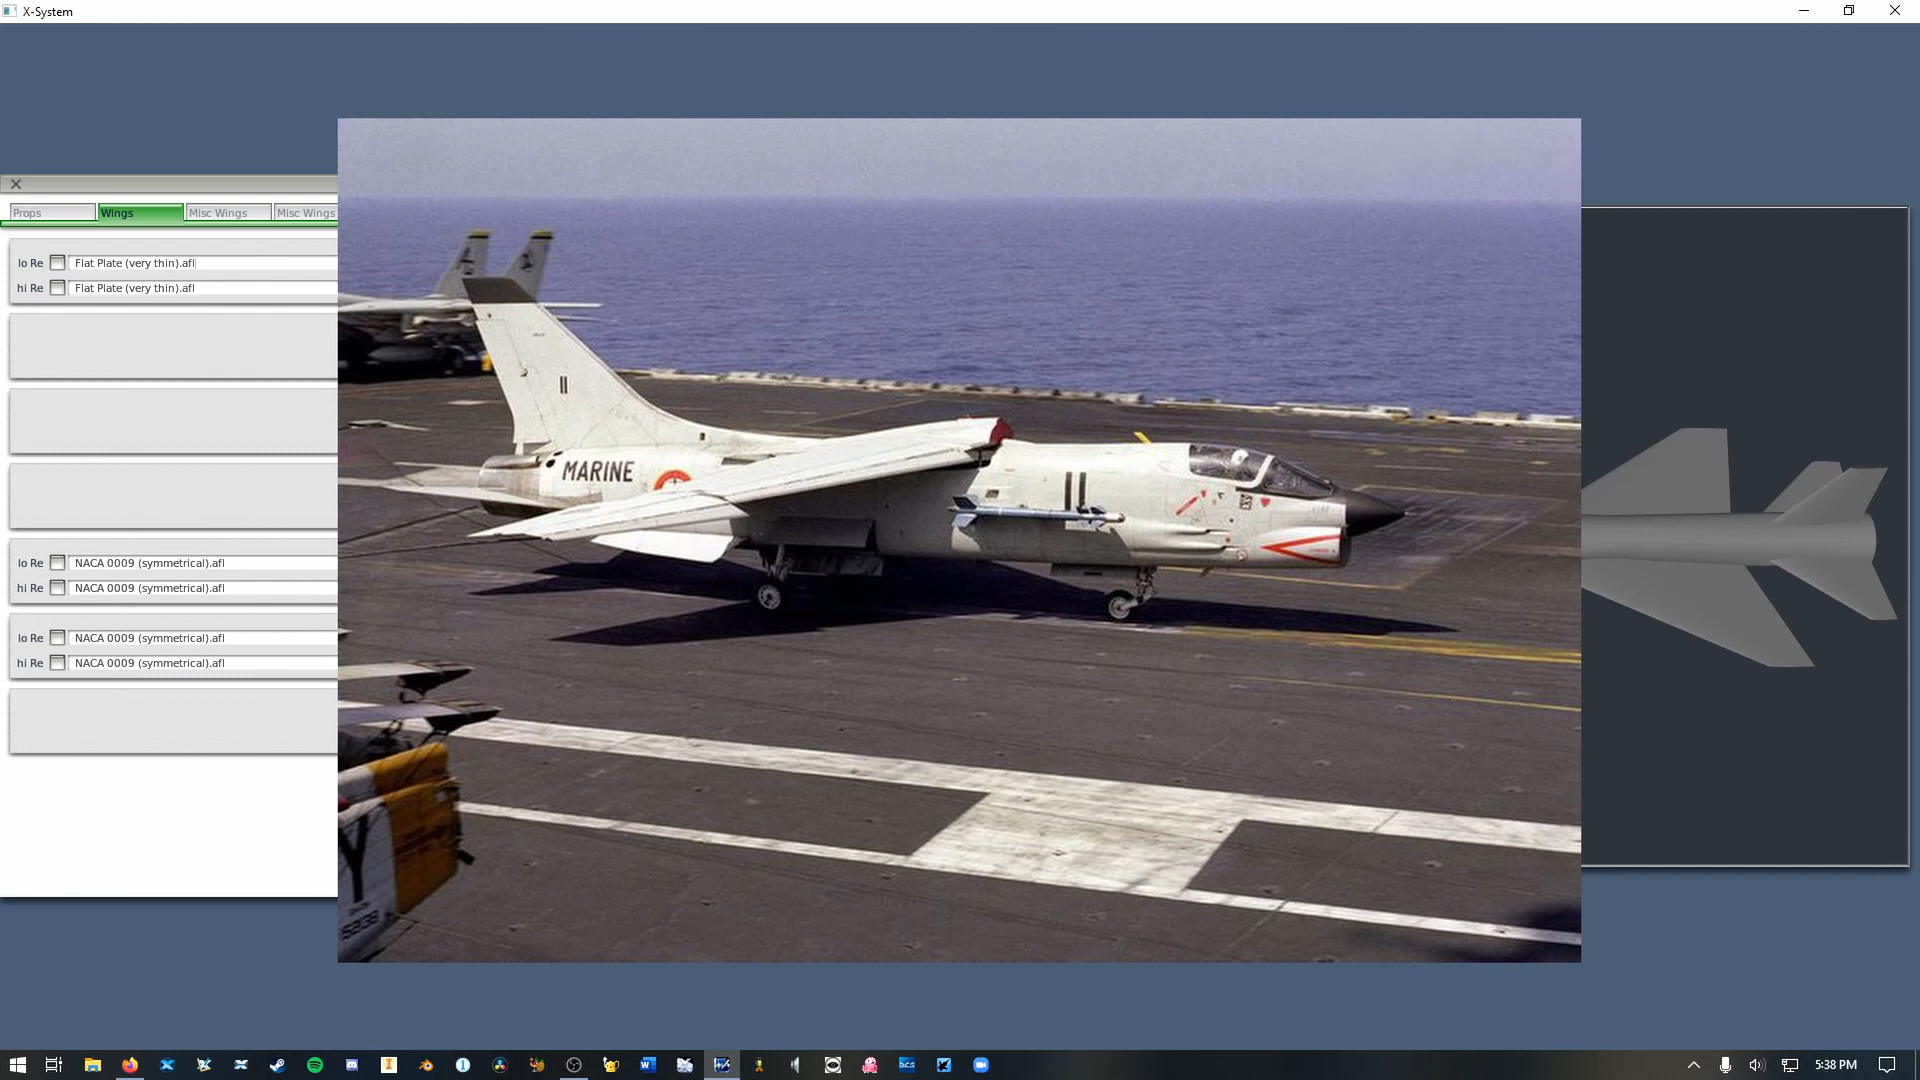 X-System
Props
Wings
Misc Wings
Misc Wings
lo Re Flat Plate (very thin).afl
hi Re Flat Plate (very thin).afl
lo Re NACA 0009 (symmetrical).afl
hi Re NACA 0009 (symmetrical).afl
lo Re NACA 0009 (symmetrical).afl
hi Re NACA 0009 (symmetrical).afl
11
MARINE
11
5:38 PM